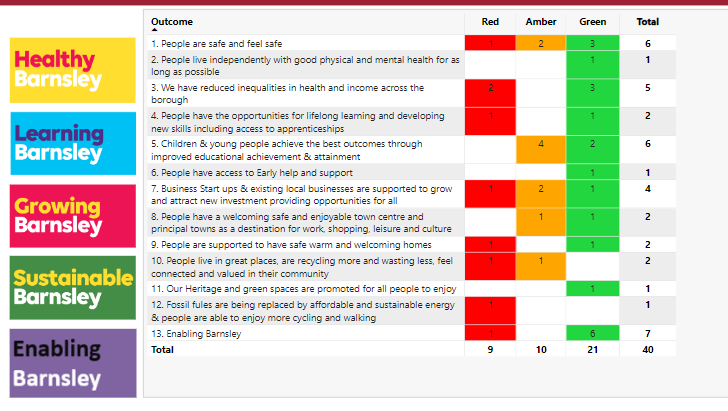 Healthy
Barnsley
Learning
Barnsley
Growing
Barnsley
Sustainable
Barnsley
Enabling
Barnsley
Outcome Red Amber Green Total
1. People are safe and feel safe 1 2 3 6
2. People live independently with good physical and mental health for as 1 1
long as possible
3. We have reduced inequalities in health and income across the 2 3 5
borough
4. People have the opportunities for lifelong learning and developing 1 1 2
new skills including access to apprenticeships
5. Children & young people achieve the best outcomes through 4 2 6
improved educational achievement & attainment
6. People have access to Early help and support 1 1
7. Business Start ups & existing local businesses are supported to grow 1 2 1 4
and attract new investment providing opportunities for all
8. People have a welcoming safe and enjoyable town centre and 1 1 2
principal towns as a destination for work, shopping, leisure and culture
9. People are supported to have safe warm and welcoming homes 1 1 2
10. People live in great places, are recycling more and wasting less, feel 1 1 2
connected and valued in their community
11. Our Heritage and green spaces are promoted for all people to enjoy 1 1
12. Fossil fules are being replaced by affordable and sustainable energy 1 1
& people are able to enjoy more cycling and walking
13. Enabling Barnsley 1 6 7
Total 9 10 21 40